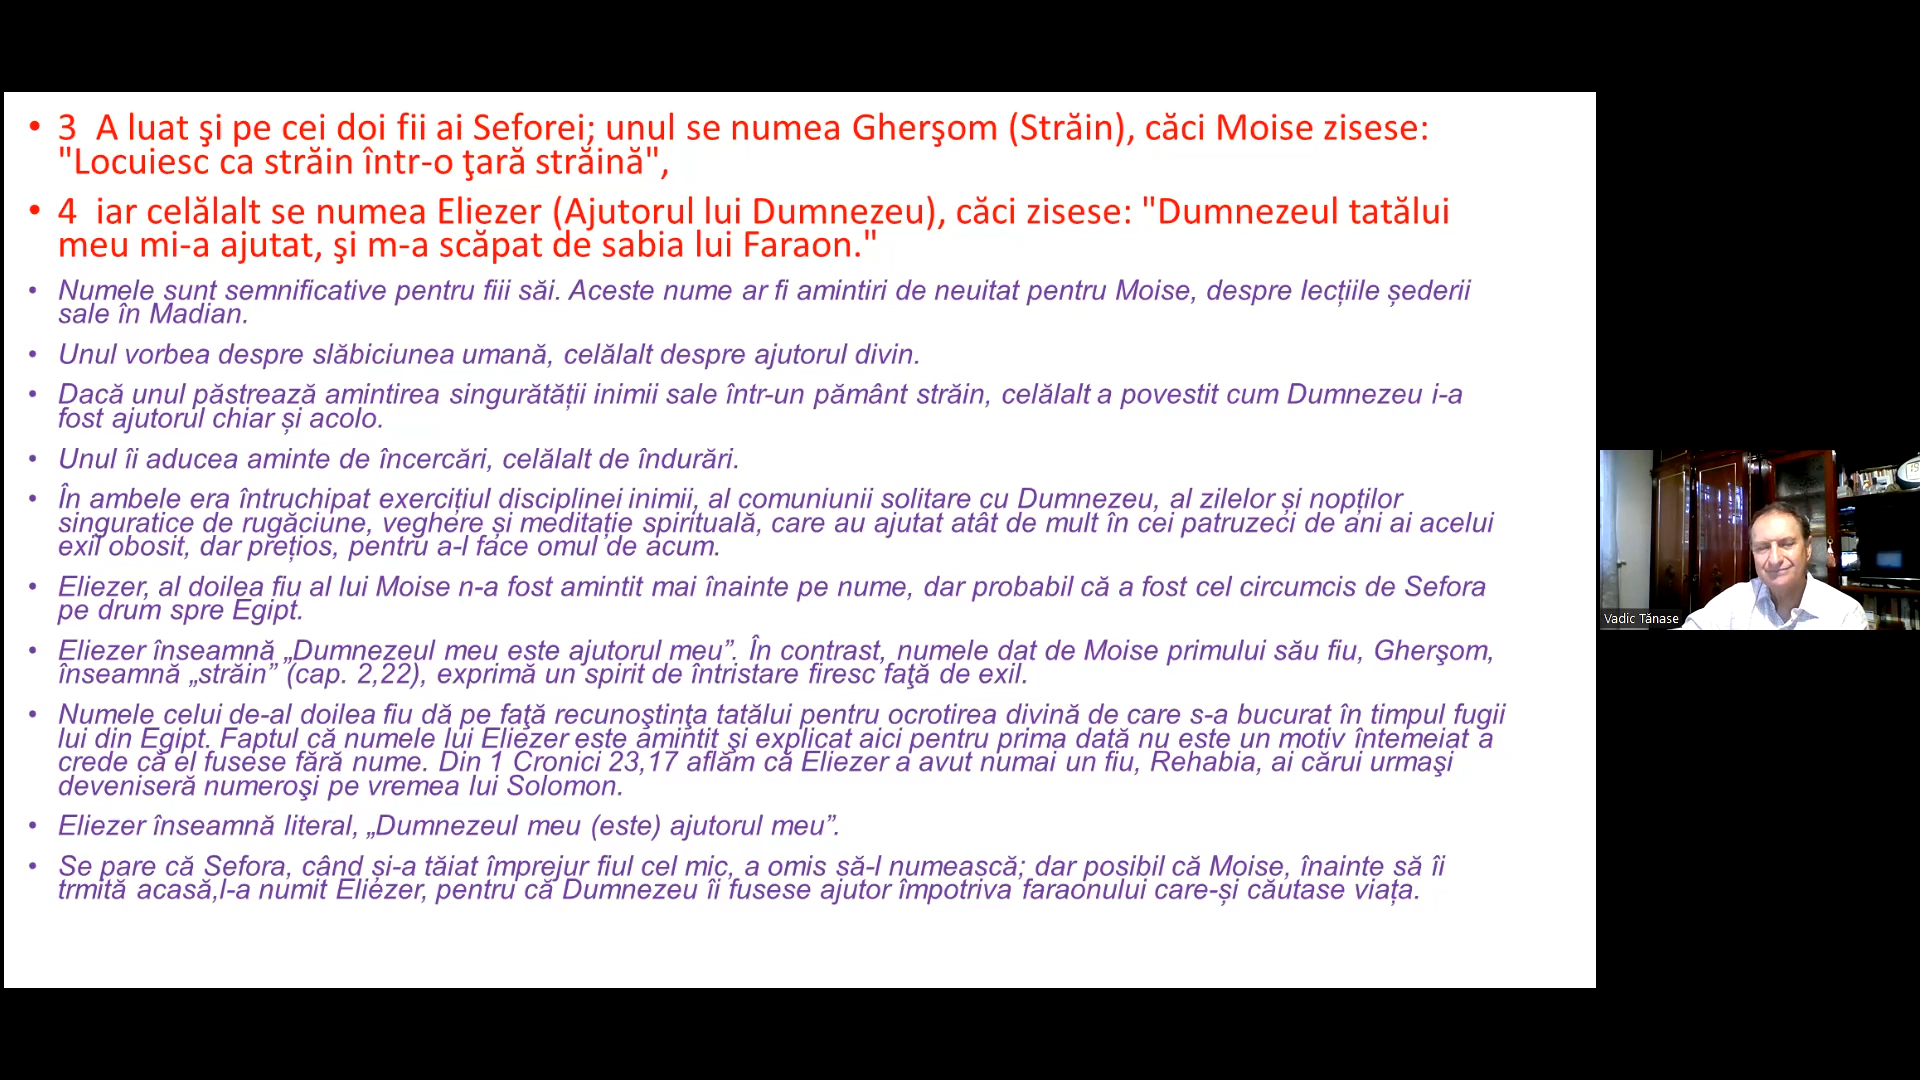 • 3  A luat şi pe cei doi fii ai Seforei; unul se numea Gherşom (Străin), căci Moise zisese:
"Locuiesc ca străin într-o ţară străină",
• 4  iar celălalt se numea Eliezer (Ajutorul lui Dumnezeu), căci zisese: "Dumnezeul tatălui
meu mi-a ajutat, şi m-a scăpat de sabia lui Faraon."
• Numele sunt semnificative pentru fiii săi. Aceste nume ar fi amintiri de neuitat pentru Moise, despre lecțiile șederii
sale în Madian.
• Unul vorbea despre slăbiciunea umană, celălalt despre ajutorul divin.
• Dacă unul păstrează amintirea singurătății inimii sale într-un pământ străin, celălalt a povestit cum Dumnezeu i-a
fost ajutorul chiar și acolo.
• Unul îi aducea aminte de încercări, celălalt de îndurări.
• În ambele era întruchipat exercițiul disciplinei inimii, al comuniunii solitare cu Dumnezeu, al zilelor și nopților
singuratice de rugăciune, veghere și meditație spirituală, care au ajutat atât de mult în cei patruzeci de ani ai acelui
exil obosit, dar prețios, pentru a-l face omul de acum.
• Eliezer, al doilea fiu al lui Moise n-a fost amintit mai înainte pe nume, dar probabil că a fost cel circumcis de Sefora
pe drum spre Egipt.
• Eliezer înseamnă „Dumnezeul meu este ajutorul meu”. În contrast, numele dat de Moise primului său fiu, Gherşom,
înseamnă „străin” (cap. 2,22), exprimă un spirit de întristare firesc faţă de exil.
• Numele celui de-al doilea fiu dă pe faţă recunoştinţa tatălui pentru ocrotirea divină de care s-a bucurat în timpul fugii
lui din Egipt. Faptul că numele lui Eliezer este amintit şi explicat aici pentru prima dată nu este un motiv întemeiat a
crede că el fusese fără nume. Din 1 Cronici 23,17 aflăm că Eliezer a avut numai un fiu, Rehabia, ai cărui urmaşi
deveniseră numeroşi pe vremea lui Solomon.
• Eliezer înseamnă literal, „Dumnezeul meu (este) ajutorul meu”.
• Se pare că Sefora, când și-a tăiat împrejur fiul cel mic, a omis să-l numească; dar posibil că Moise, înainte să îi
trmită acasă,l-a numit Eliezer, pentru că Dumnezeu îi fusese ajutor împotriva faraonului care-și căutase viața.
Vadic Tănase